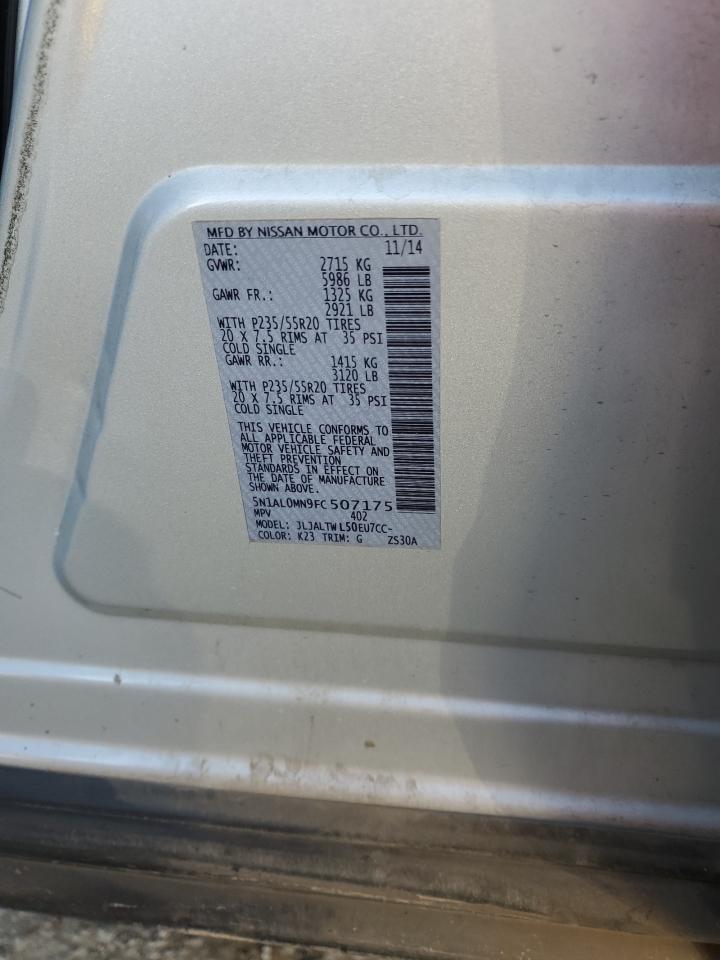 MFD BY NISSAN MOTOR CO., LTD.
DATE: 11/14
GVWR: 2715 KG
5986 LB
GAWR FR.: 1325 KG
2921 LB
WITH P235/55R20 TIRES
20 X 7.5 RIMS AT 35 PSI
COLD SINGLE
GAWR RR.: 1415 KG
3120 LB
WITH P235/55R20 TIRES
20 X 7.5 RIMS AT 35 PSI
COLD SINGLE
THIS VEHICLE CONFORMS TO
ALL APPLICABLE FEDERAL
MOTOR VEHICLE SAFETY AND
THEFT PREVENTION
STANDARDS IN EFFECT ON
THE DATE OF MANUFACTURE
SHOWN ABOVE.
5N1AL0MN9FC507175
MPV 402
MODEL: JLJALTWL50EU7CC-
COLOR: K23 TRIM: G ZS30A